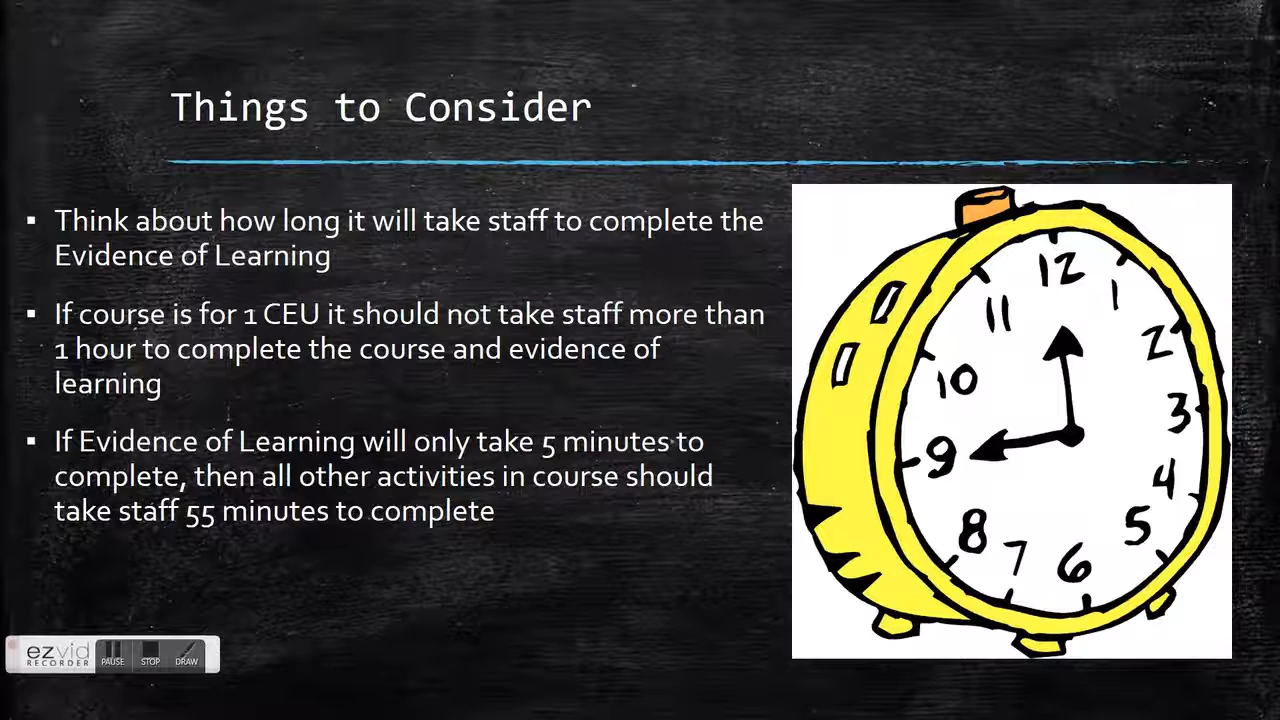 Things to Consider
▪ Think about how long it will take staff to complete the
Evidence of Learning
▪ If course is for 1 CEU it should not take staff more than
1 hour to complete the course and evidence of
learning
▪ If Evidence of Learning will only take 5 minutes to
complete, then all other activities in course should
take staff 55 minutes to complete
12
1
2
3
4
5
6
7
8
9
10
11
ezvid
RECORDER
PAUSE STOP DRAW